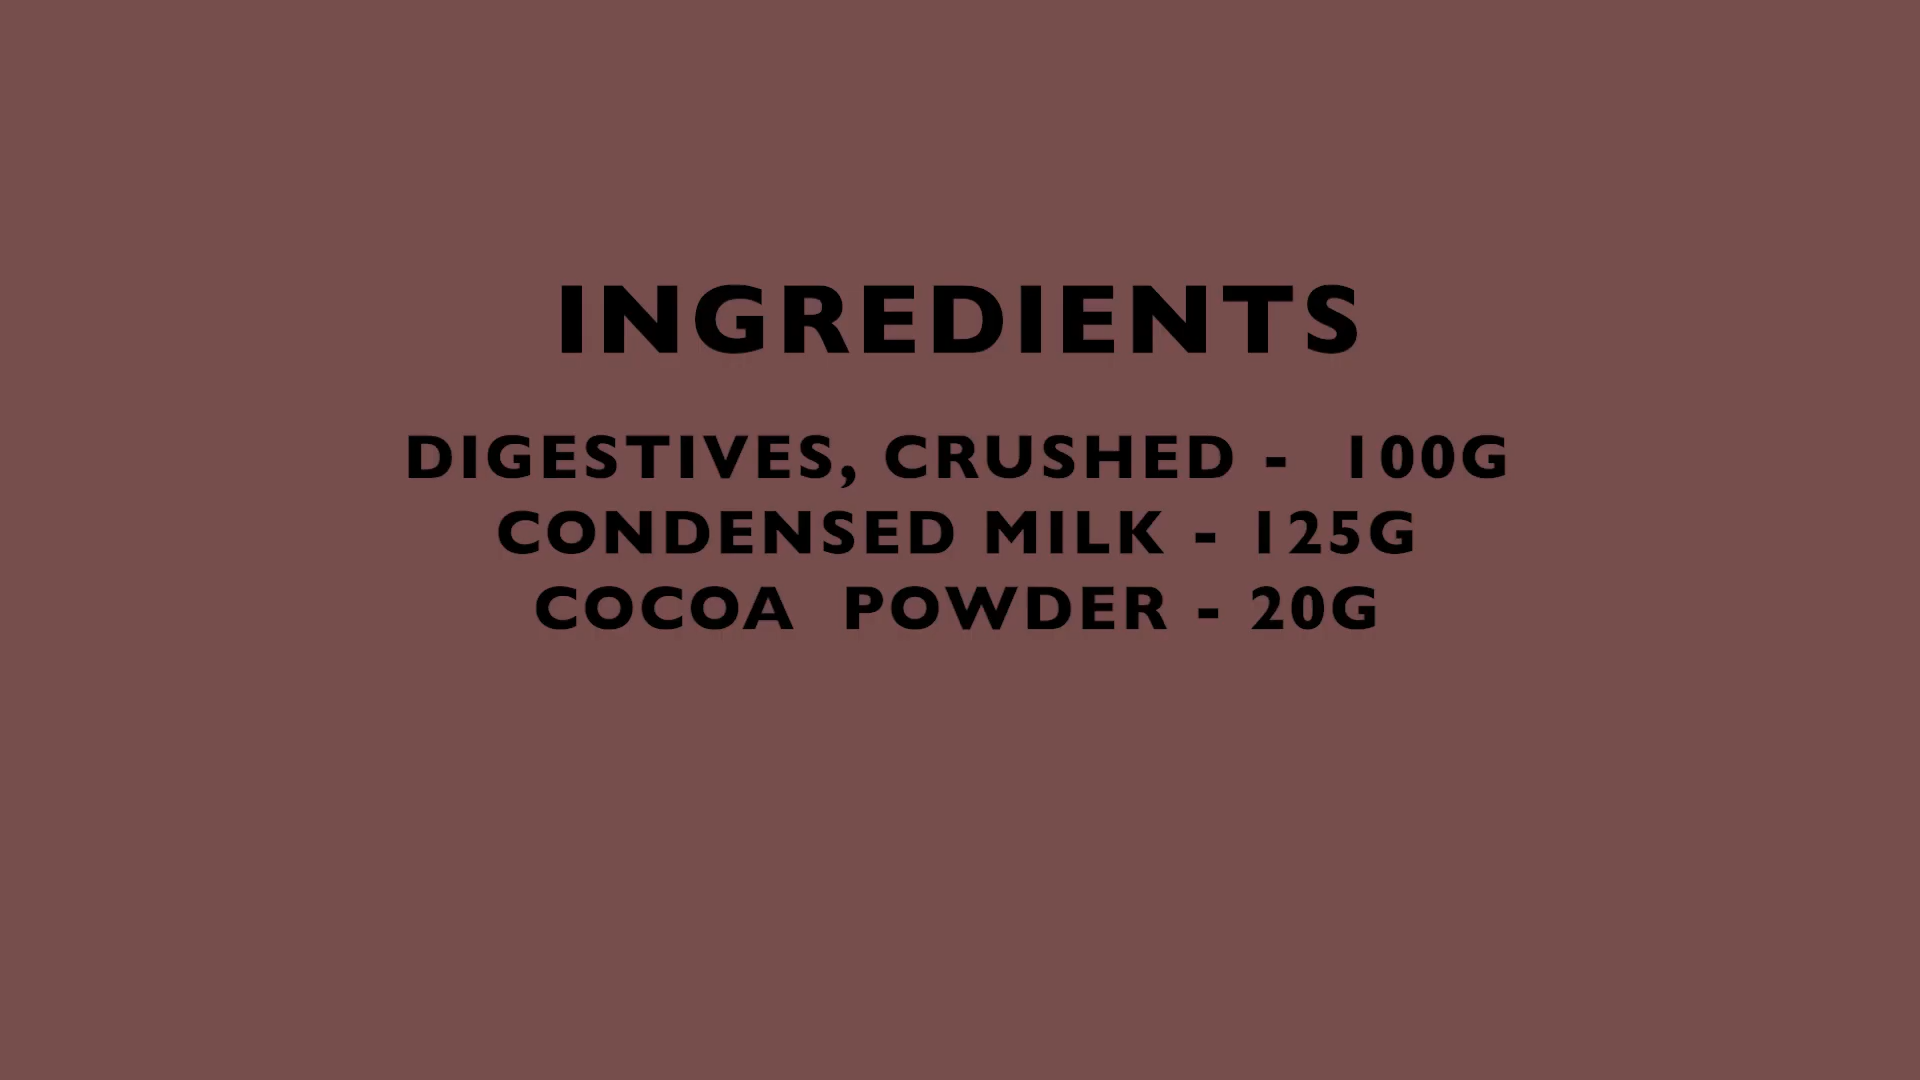 INGREDIENTS
DIGESTIVES, CRUSHED - 100G
CONDENSED MILK - 125G
COCOA POWDER - 20G